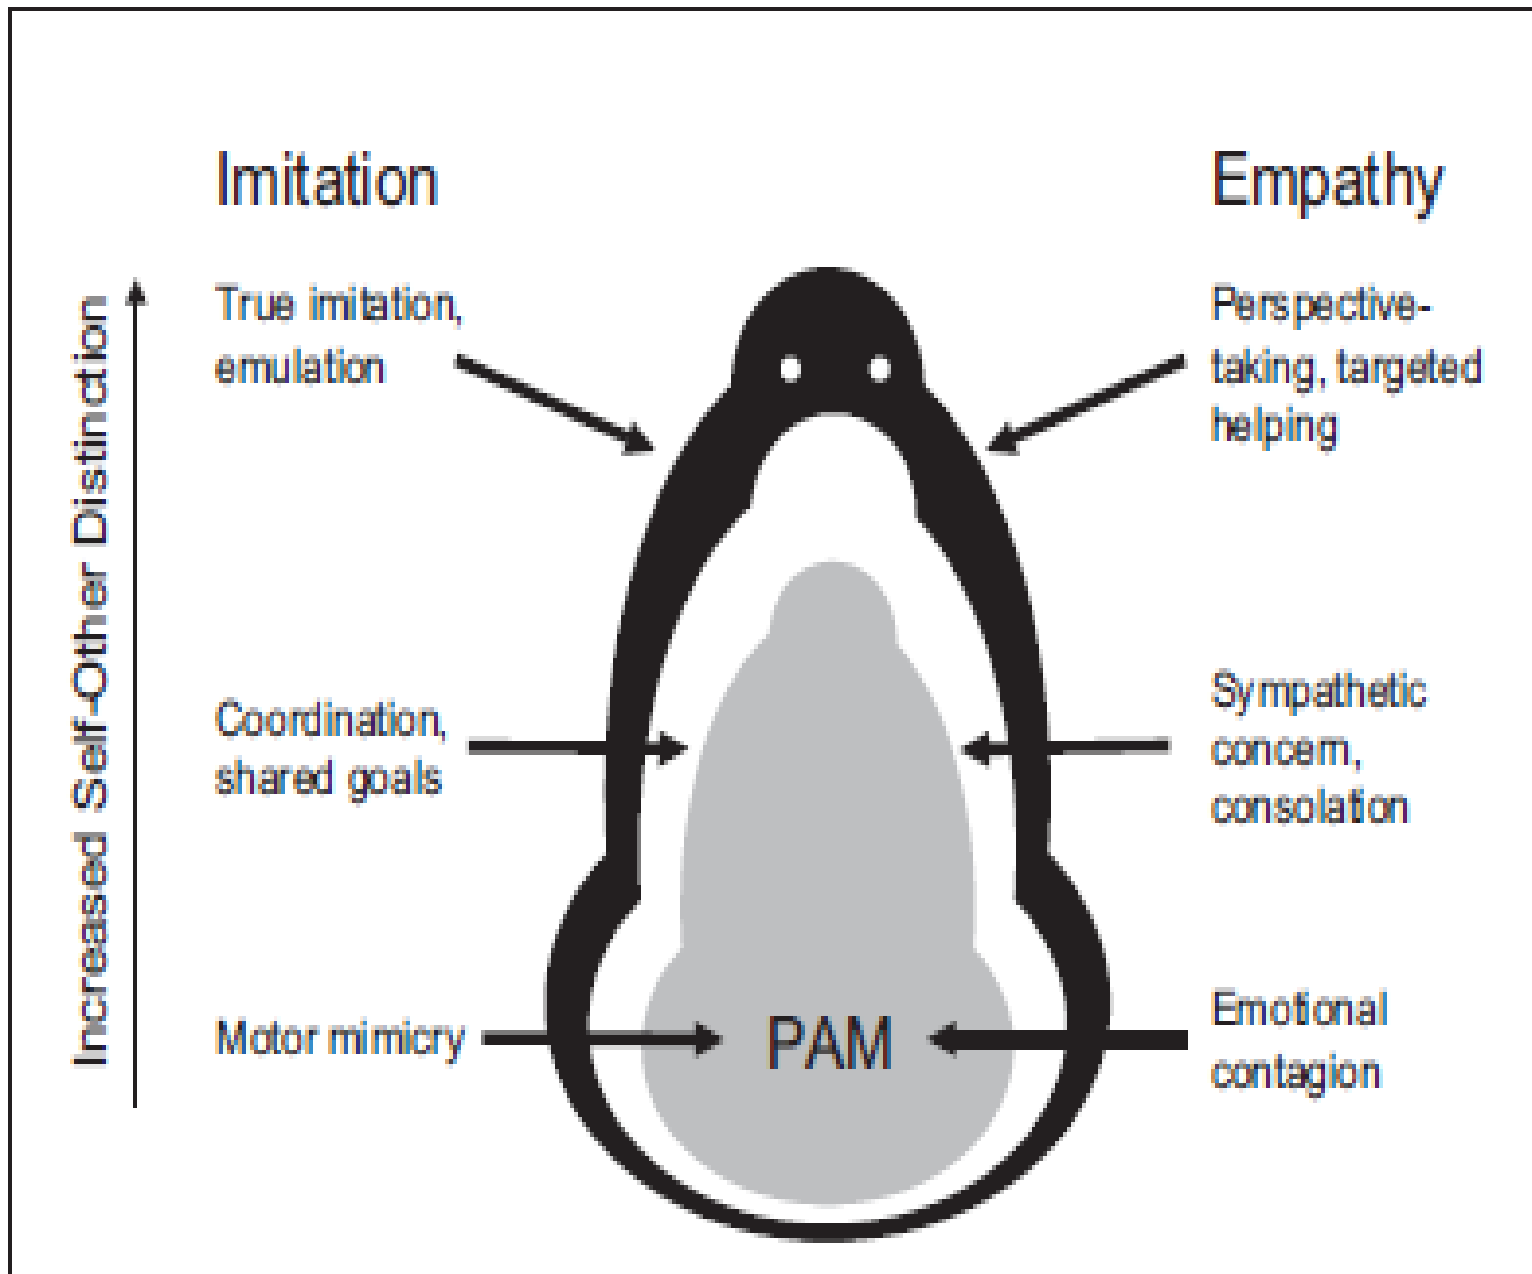 Imitation
Empathy
Increased Self-Other Distinction
True imitation,
emulation
Perspective-
taking, targeted
helping
Coordination,
shared goals
Sympathetic
concern,
consolation
Motor mimicry
PAM
Emotional
contagion